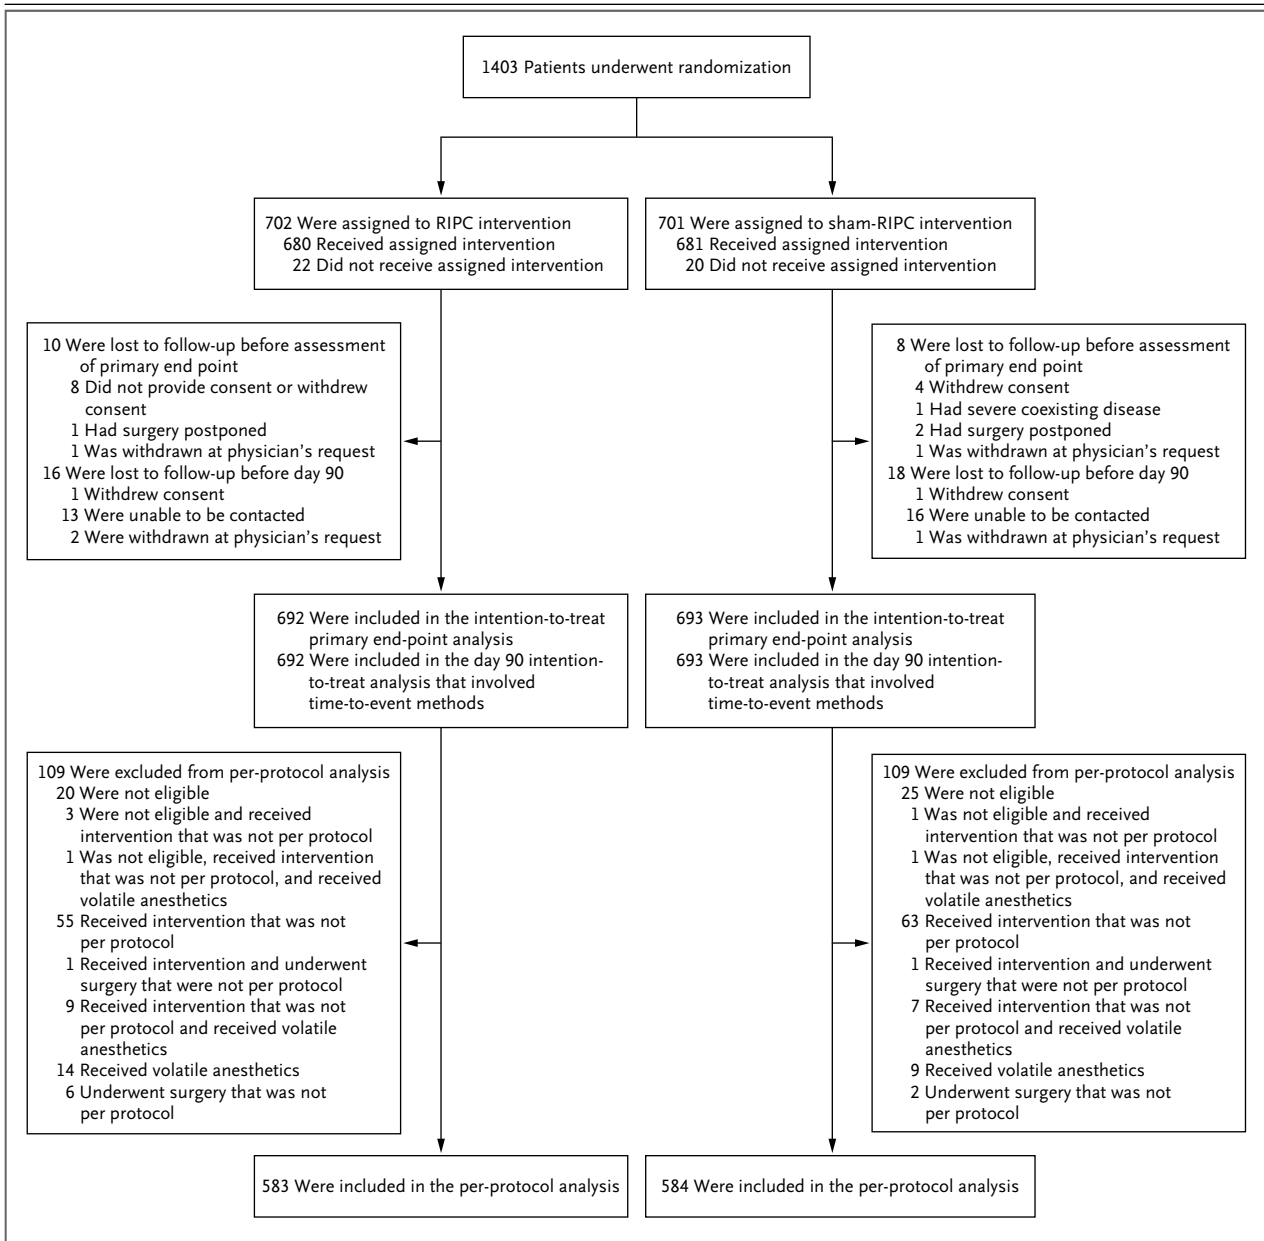 1403 Patients underwent randomization
702 Were assigned to RIPC intervention
680 Received assigned intervention
22 Did not receive assigned intervention
701 Were assigned to sham-RIPC intervention
681 Received assigned intervention
20 Did not receive assigned intervention
10 Were lost to follow-up before assessment
of primary end point
8 Did not provide consent or withdrew
consent
1 Had surgery postponed
1 Was withdrawn at physician's request
16 Were lost to follow-up before day 90
1 Withdrew consent
13 Were unable to be contacted
2 Were withdrawn at physician's request
8 Were lost to follow-up before assessment
of primary end point
4 Withdrew consent
1 Had severe coexisting disease
2 Had surgery postponed
1 Was withdrawn at physician's request
18 Were lost to follow-up before day 90
1 Withdrew consent
16 Were unable to be contacted
1 Was withdrawn at physician's request
692 Were included in the intention-to-treat
primary end-point analysis
692 Were included in the day 90 intention-
to-treat analysis that involved
time-to-event methods
693 Were included in the intention-to-treat
primary end-point analysis
693 Were included in the day 90 intention-
to-treat analysis that involved
time-to-event methods
109 Were excluded from per-protocol analysis
20 Were not eligible
3 Were not eligible and received
intervention that was not per protocol
1 Was not eligible, received intervention
that was not per protocol, and received
volatile anesthetics
55 Received intervention that was not
per protocol
1 Received intervention and underwent
surgery that were not per protocol
9 Received intervention that was not
per protocol and received volatile
anesthetics
14 Received volatile anesthetics
6 Underwent surgery that was not
per protocol
109 Were excluded from per-protocol analysis
25 Were not eligible
1 Was not eligible and received
intervention that was not per protocol
1 Was not eligible, received intervention
that was not per protocol, and received
volatile anesthetics
63 Received intervention that was not
per protocol
1 Received intervention and underwent
surgery that were not per protocol
7 Received intervention that was not
per protocol and received volatile
anesthetics
9 Received volatile anesthetics
2 Underwent surgery that was not
per protocol
583 Were included in the per-protocol analysis
584 Were included in the per-protocol analysis